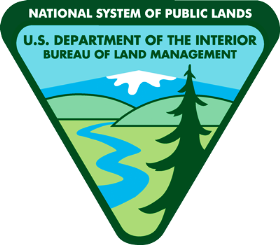 NATIONAL SYSTEM OF PUBLIC LANDS
U.S. DEPARTMENT OF THE INTERIOR
BUREAU OF LAND MANAGEMENT